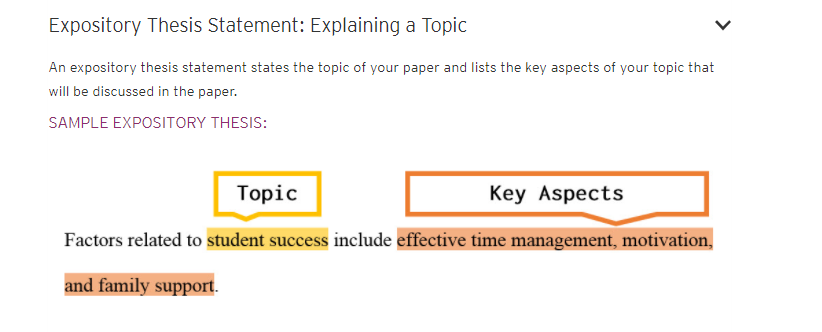 Expository Thesis Statement: Explaining a Topic
An expository thesis statement states the topic of your paper and lists the key aspects of your topic that
will be discussed in the paper.
SAMPLE EXPOSITORY THESIS:
Topic
Key Aspects
Factors related to student success include effective time management, motivation,
and family support.